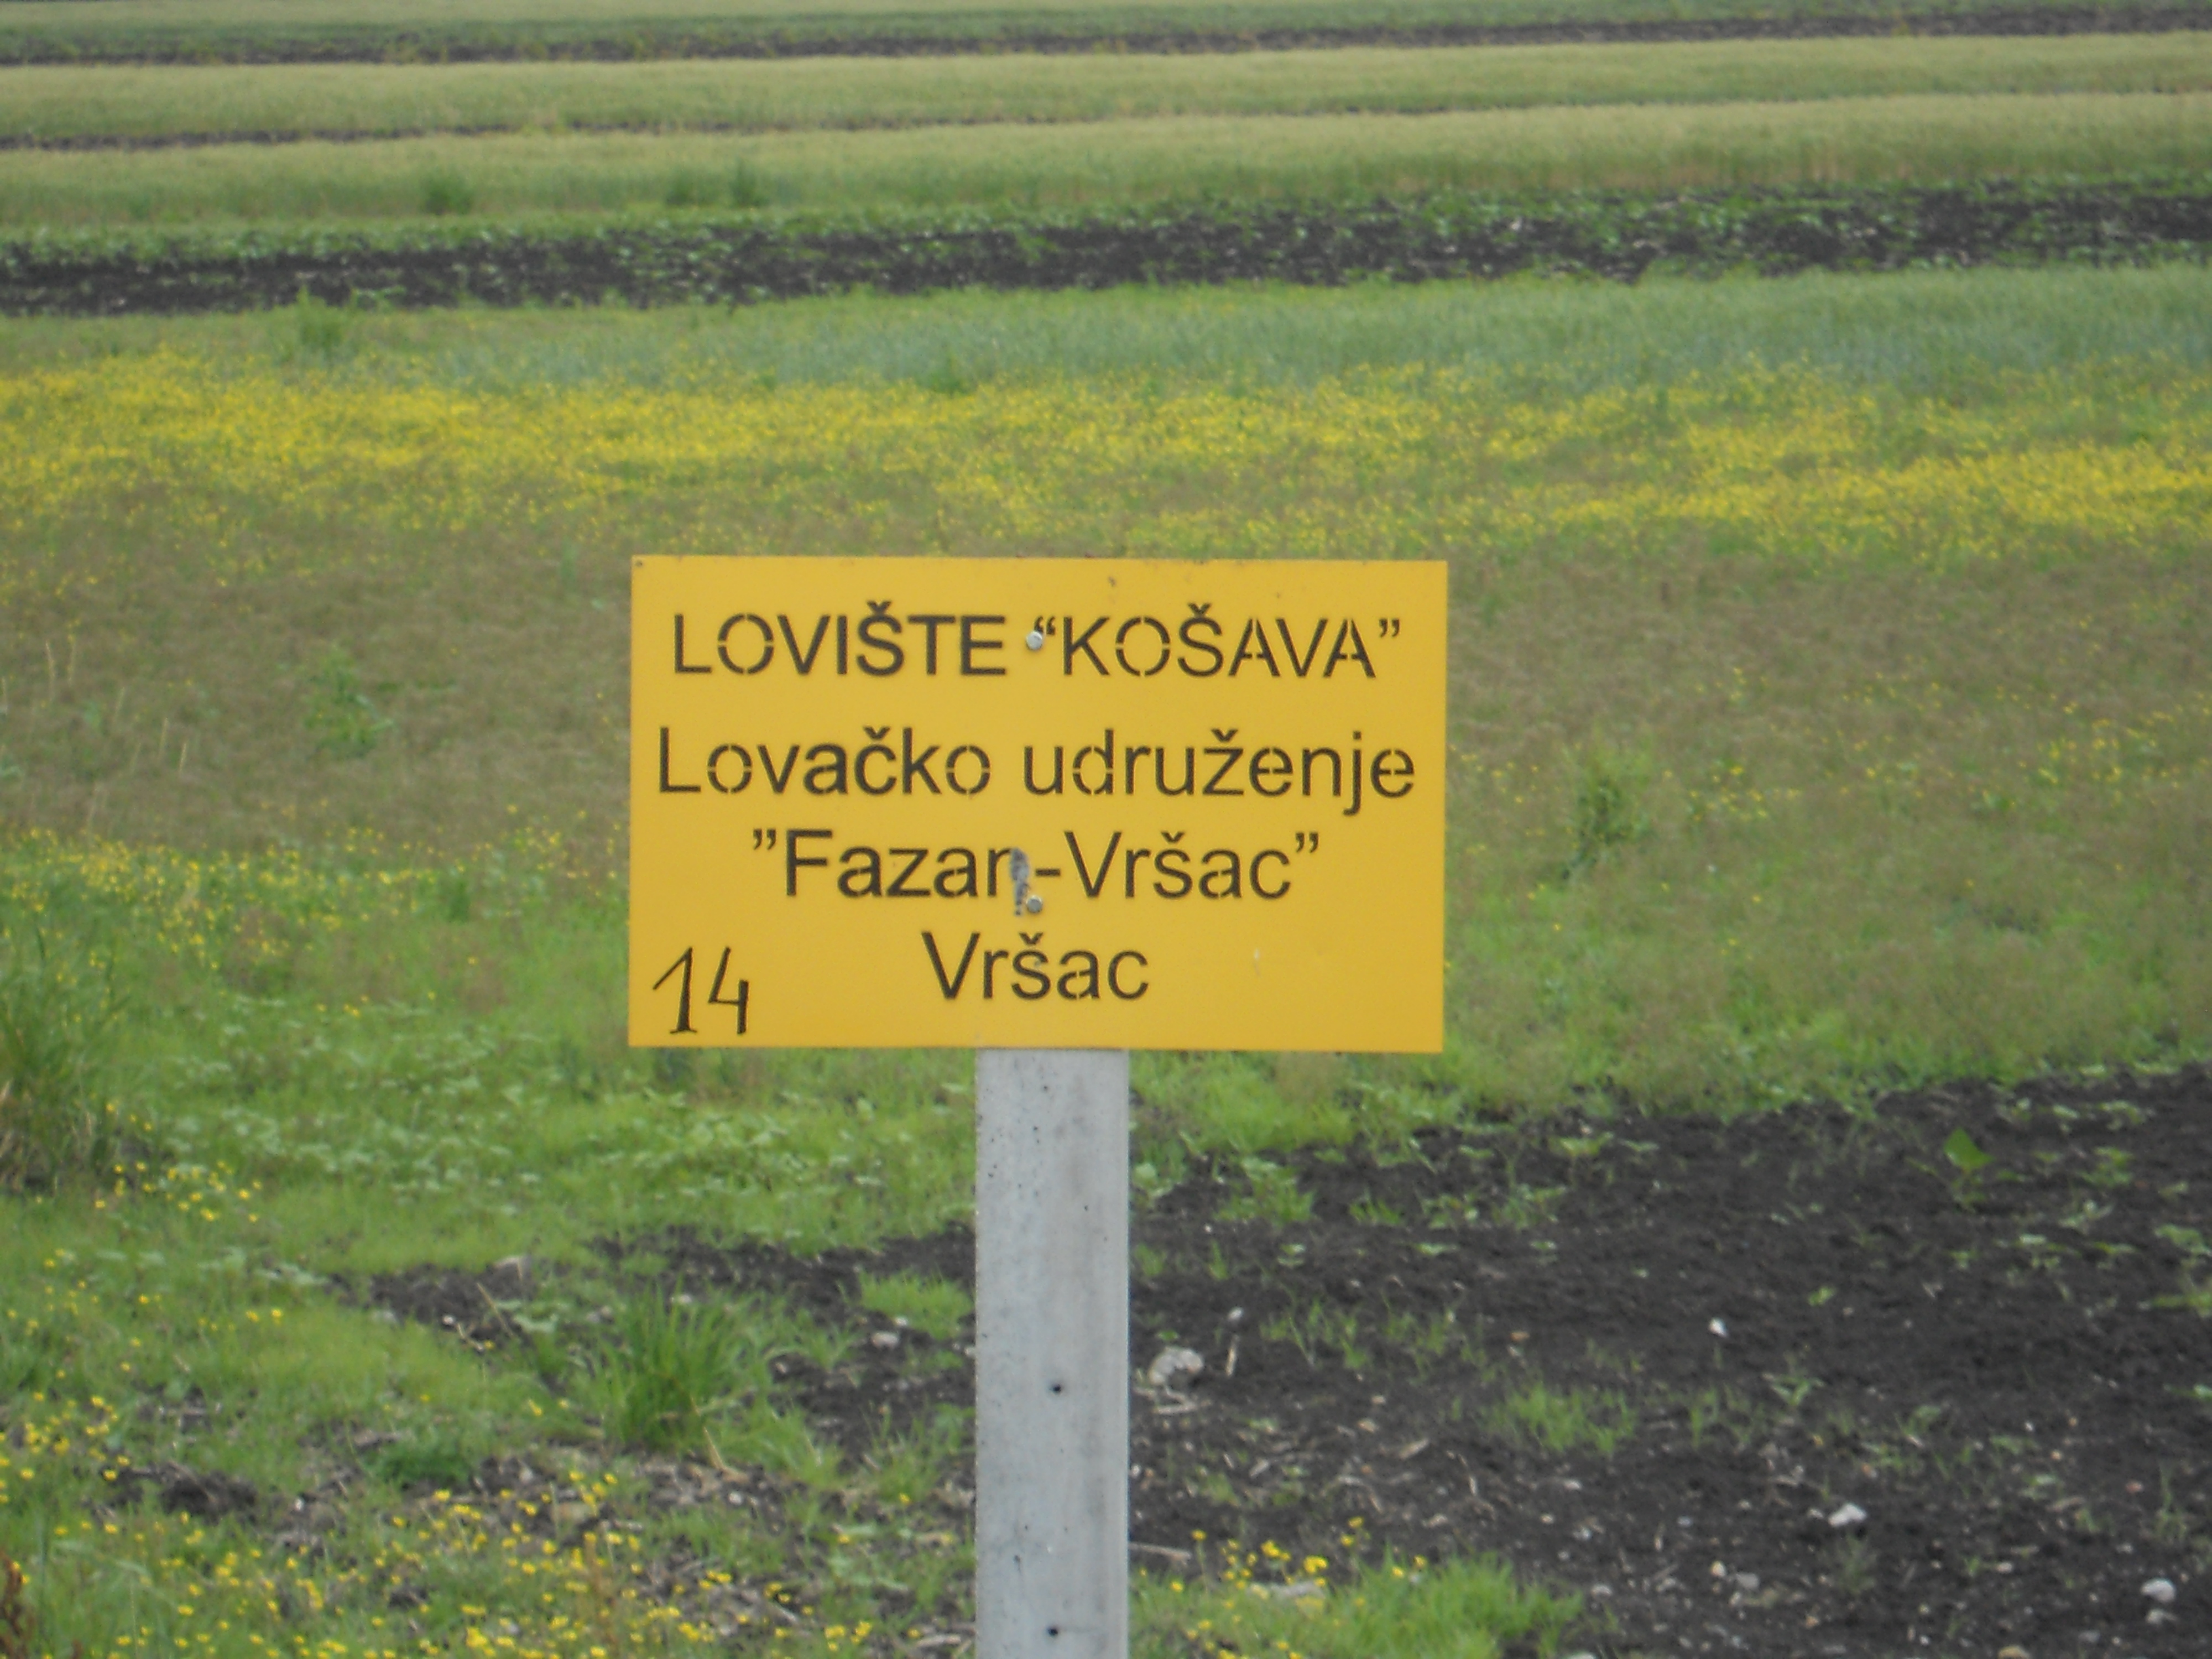 LOVIŠTE “KOŠAVA”
Lovačko udruženje
”Fazan-Vršac”
Vršac
14